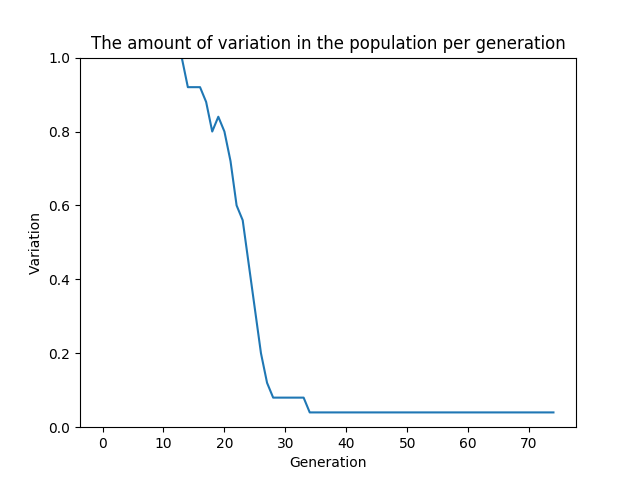 The amount of variation in the population per generation
1.0
0.8
0.6
0.4
0.2
0.0
Variation
0 10 20 30 40 50 60 70
Generation